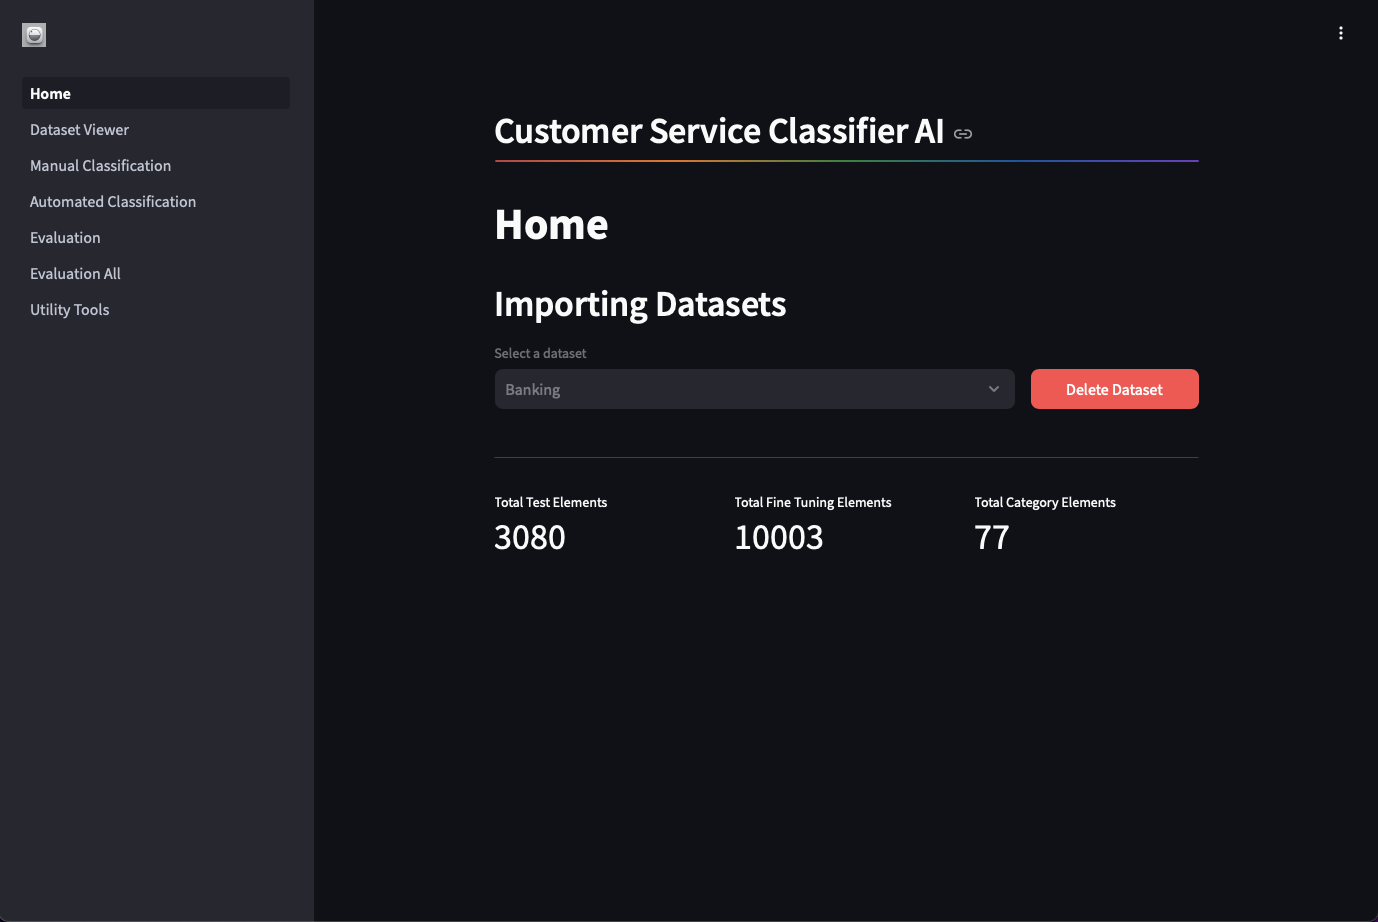 Home
Dataset Viewer
Manual Classification
Automated Classification
Evaluation
Evaluation All
Utility Tools
Customer Service Classifier AI
Home
Importing Datasets
Select a dataset
Banking
Delete Dataset
Total Test Elements
3080
Total Fine Tuning Elements
10003
Total Category Elements
77